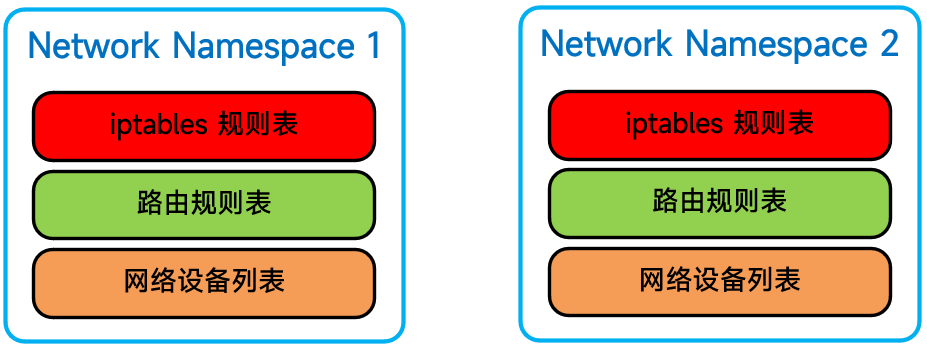 Network Namespace 1
iptables 规则表
路由规则表
网络设备列表
Network Namespace 2
iptables 规则表
路由规则表
网络设备列表